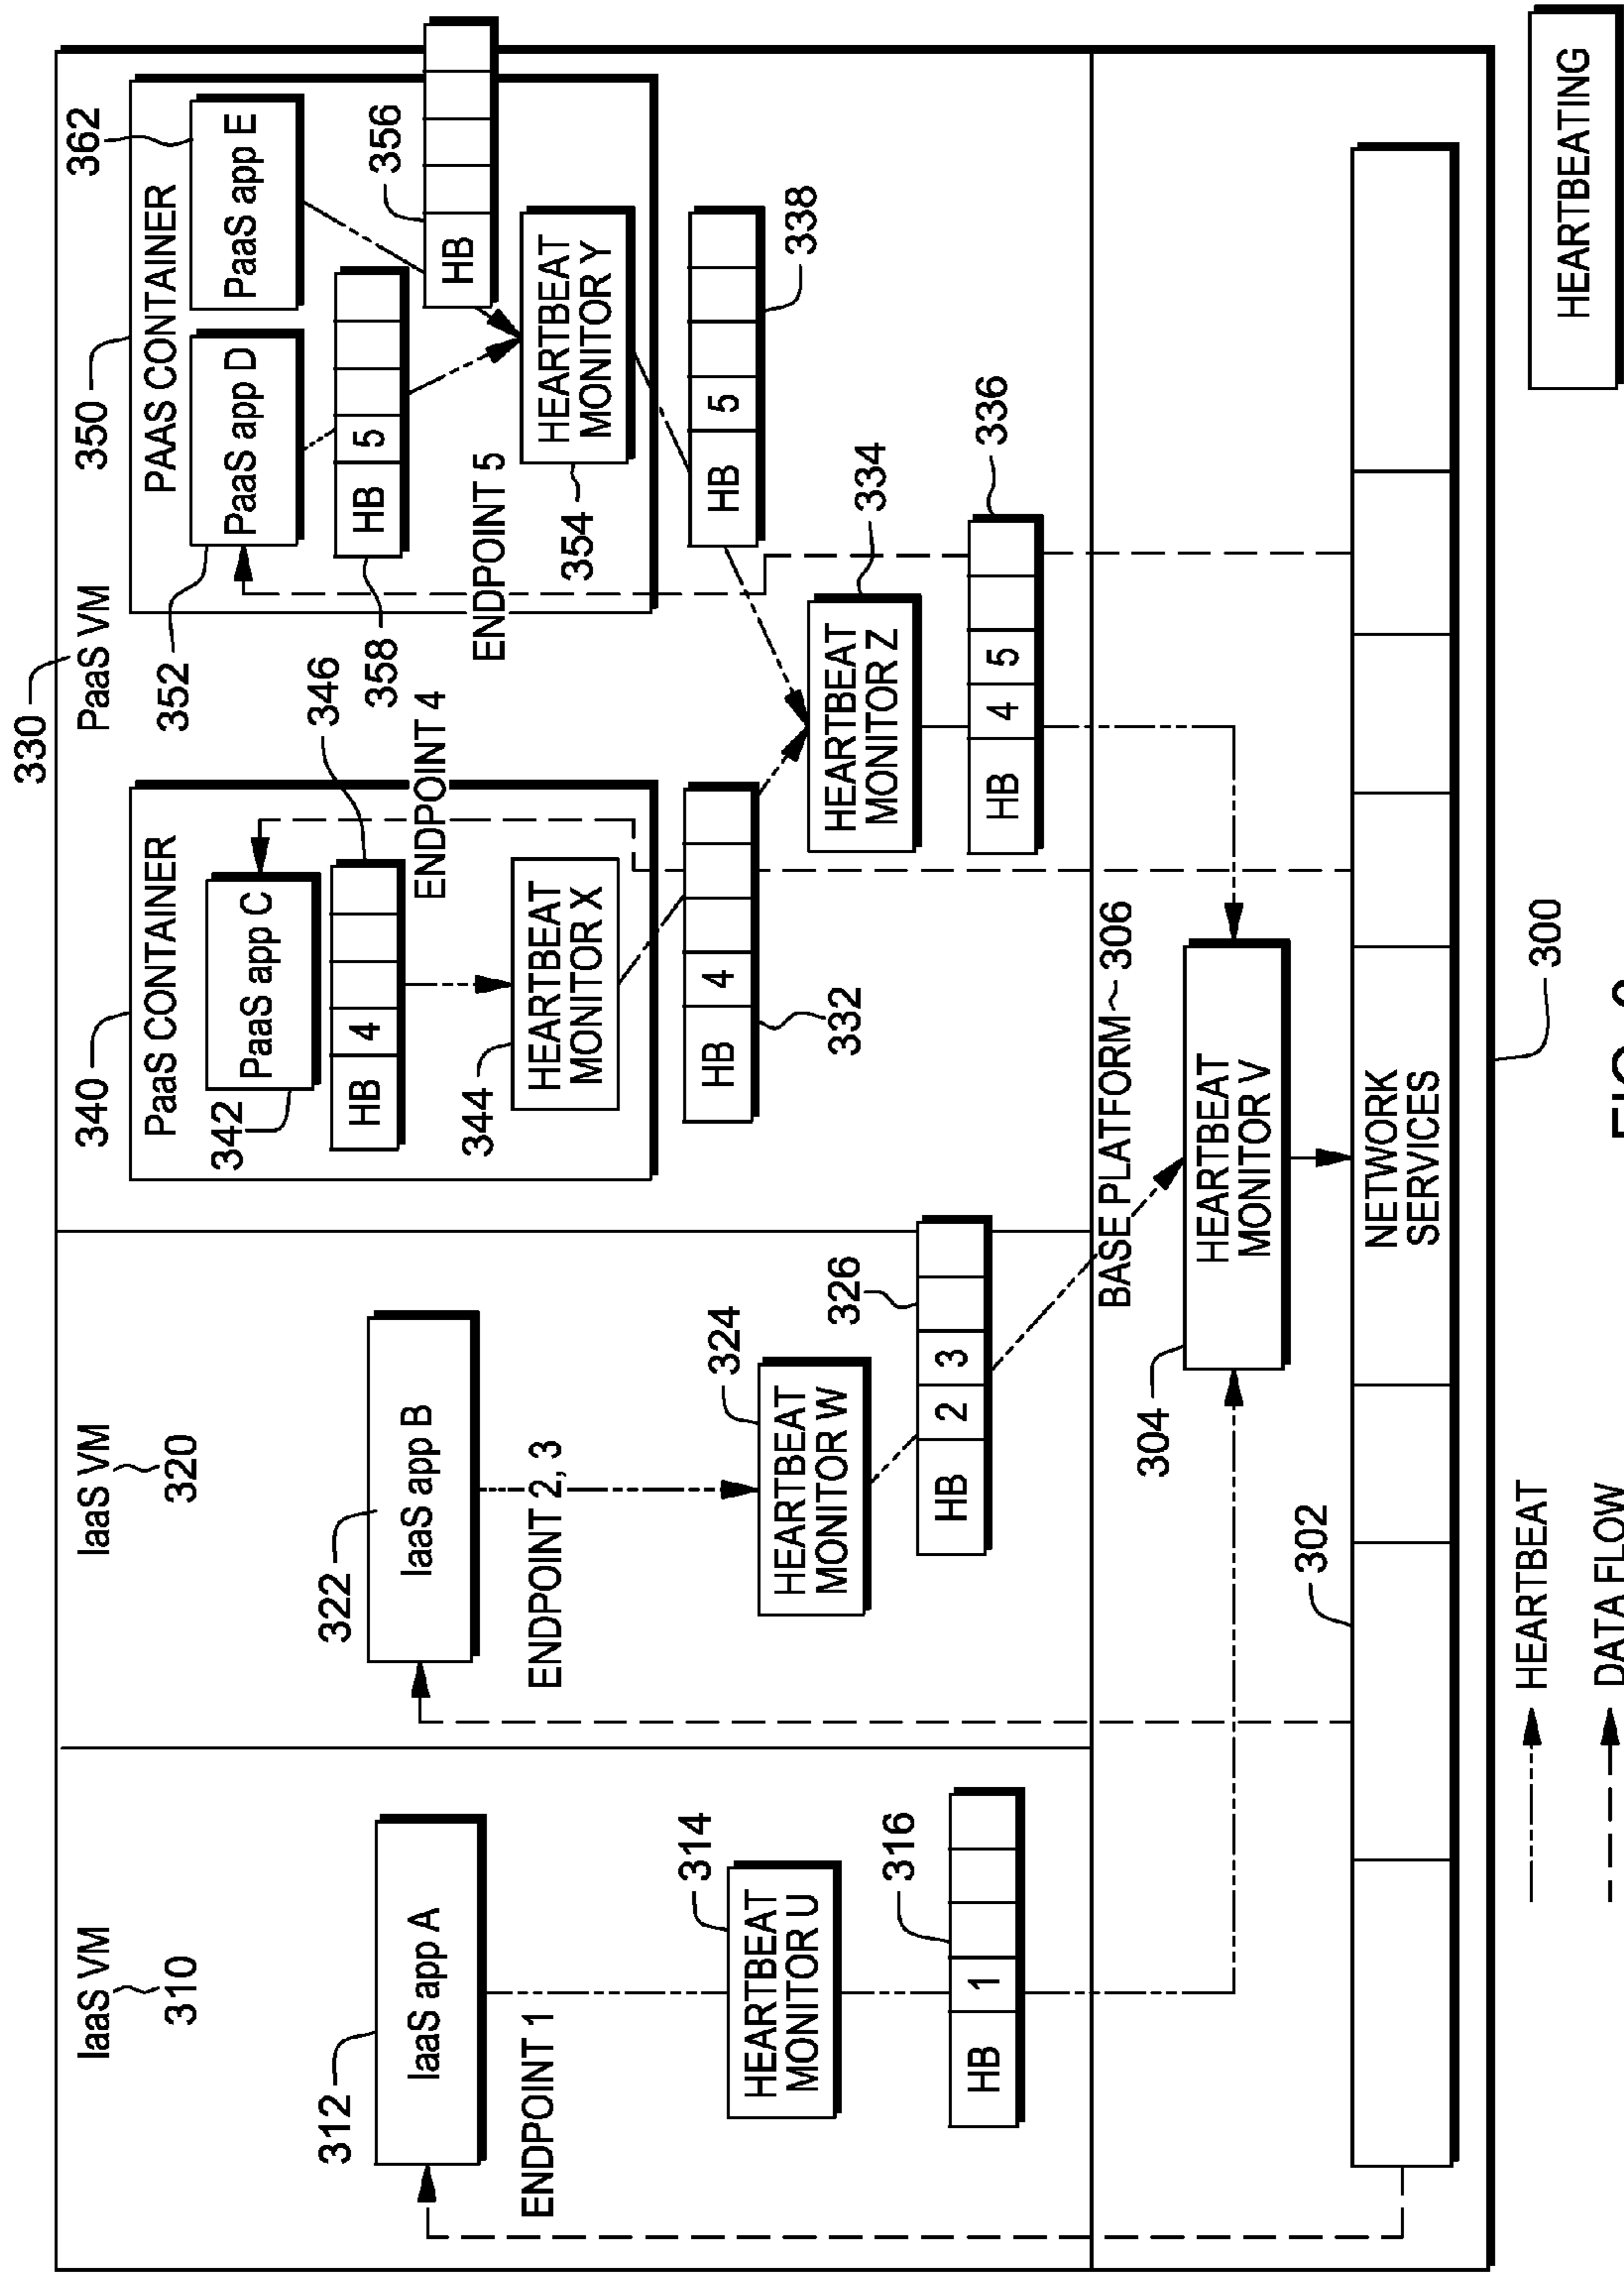 IaaS VM
310
312
IaaS app A
ENDPOINT 1
314
HEARTBEAT
MONITOR U
316
HB 1
IaaS VM
320
322
IaaS app B
ENDPOINT 2, 3
324
HEARTBEAT
MONITOR W
326
HB 2 3
330
PaaS VM
340
PaaS CONTAINER
342
PaaS app C
346
HB 4
ENDPOINT 4
344
HEARTBEAT
MONITOR X
332
HB 4
350
PAAS CONTAINER
352
PaaS app D
362
PaaS app E
358
HB 5
356
HB
ENDPOINT 5
354
HEARTBEAT
MONITOR Y
338
HB 5
334
HEARTBEAT
MONITOR Z
336
HB 4 5
BASE PLATFORM 306
304
HEARTBEAT
MONITOR V
302
NETWORK
SERVICES
300
HEARTBEAT
DATA FLOW
HEARTBEATING